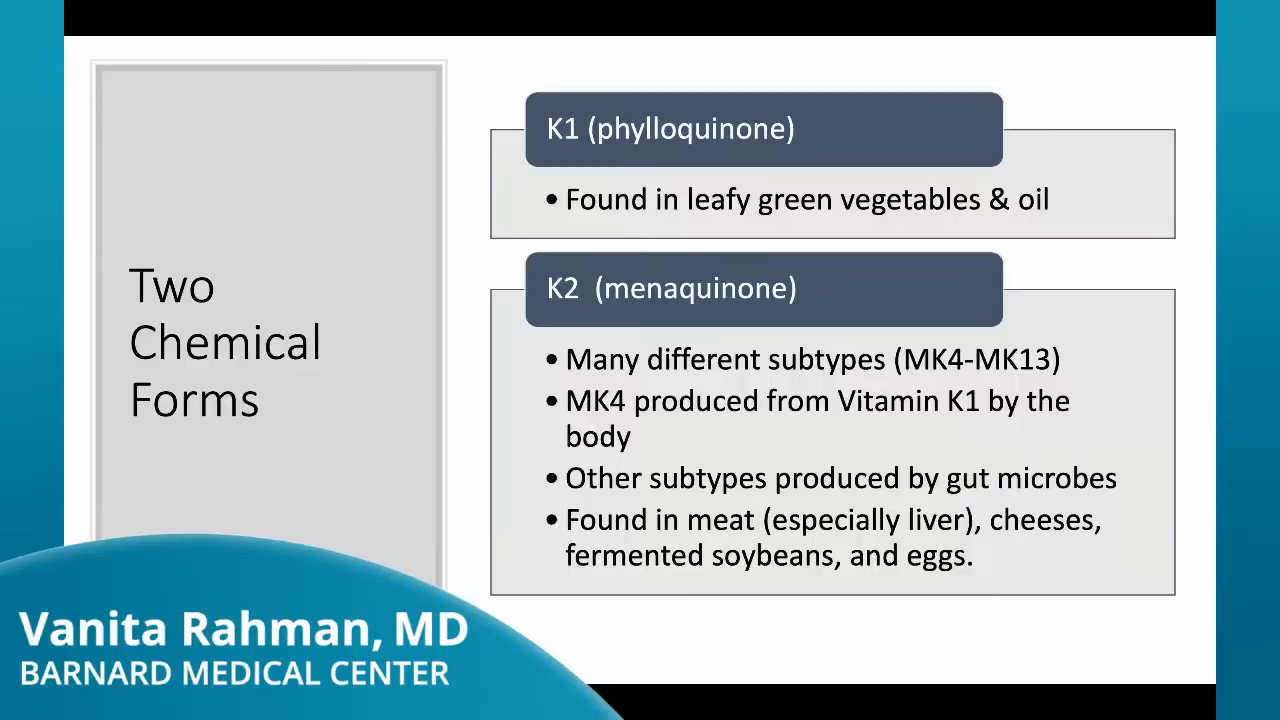 Two
Chemical
Forms
K1 (phylloquinone)
• Found in leafy green vegetables & oil
K2 (menaquinone)
• Many different subtypes (MK4-MK13)
• MK4 produced from Vitamin K1 by the
body
• Other subtypes produced by gut microbes
• Found in meat (especially liver), cheeses,
fermented soybeans, and eggs.
Vanita Rahman, MD
BARNARD MEDICAL CENTER